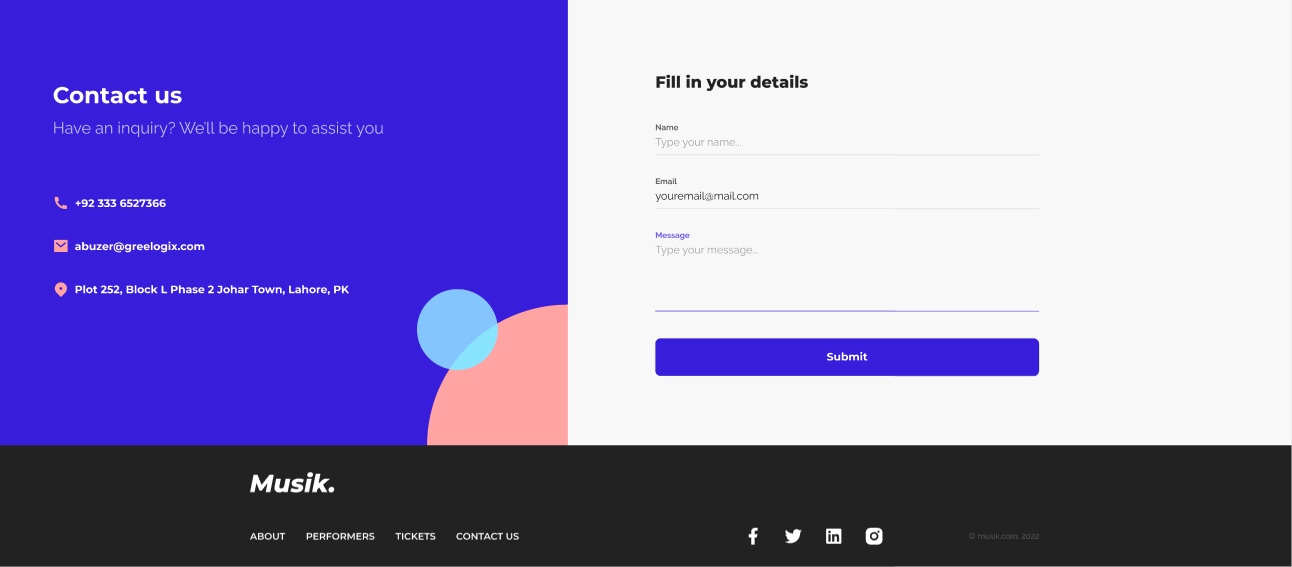 Contact us
Have an inquiry? We'll be happy to assist you
+92 333 6527366
abuzer@greelogix.com
Plot 252, Block L Phase 2 Johar Town, Lahore, PK
Fill in your details
Name
Type your name...
Email
youremail@mail.com
Message
Type your message...
Submit
Musik.
ABOUT PERFORMERS TICKETS CONTACT US
© musik.com, 2022